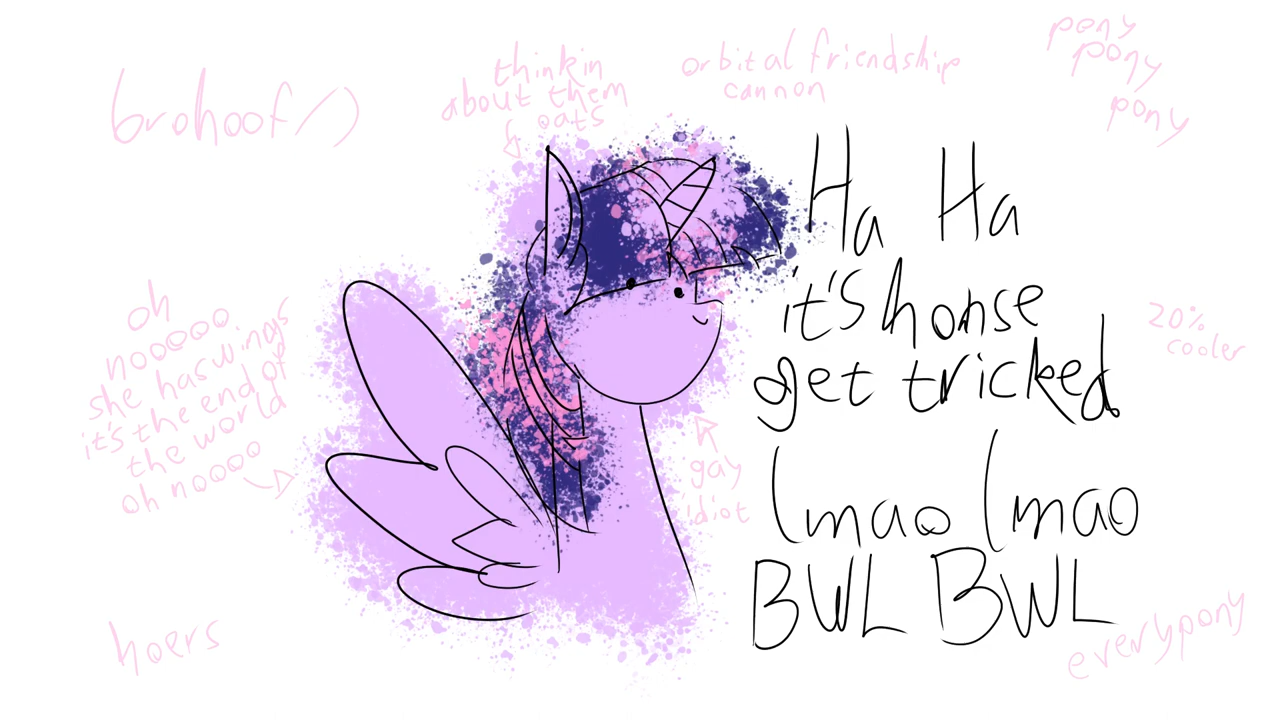 brohoof /)
thinkin
about them
oats
orbital friendship
cannon
pony
pony
pony
Ha Ha
it's honse
get tricked
lmao lmao
BWL BWL
oh
noooo
she has wings
it's the end of
the world
oh noooo
20%
cooler
gay
idiot
hoers
everypony